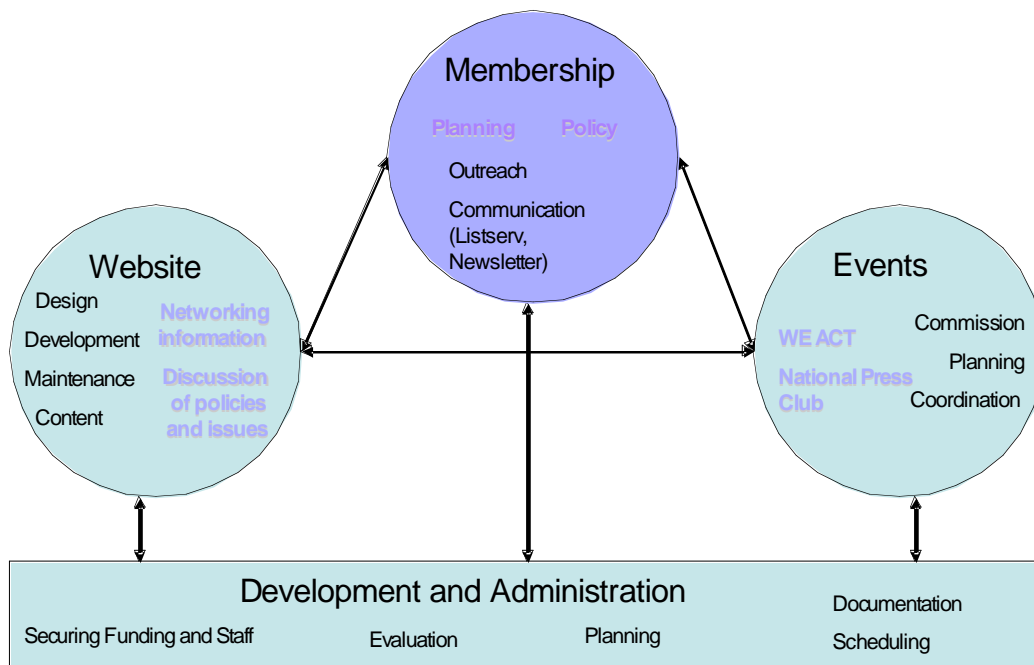 Membership
Planning Policy
Outreach
Communication
(Listserv,
Newsletter)
Website
Design
Development
Maintenance
Content
Networking
information
Discussion
of policies
and issues
Events
WE ACT
National Press
Club
Commission
Planning
Coordination
Development and Administration
Securing Funding and Staff
Evaluation
Planning
Documentation
Scheduling